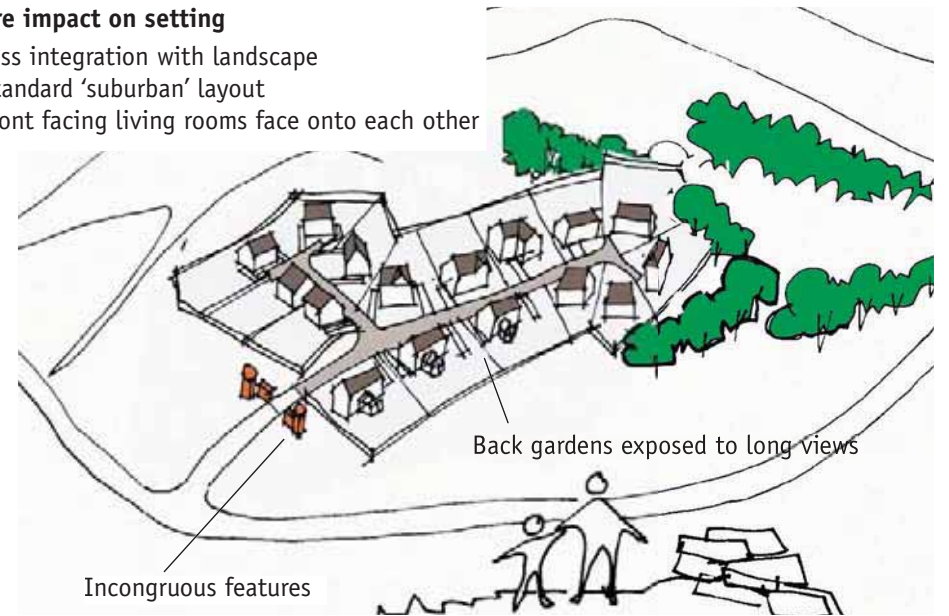 re impact on setting
ss integration with landscape
tandard ‘suburban’ layout
ont facing living rooms face onto each other
Back gardens exposed to long views
Incongruous features